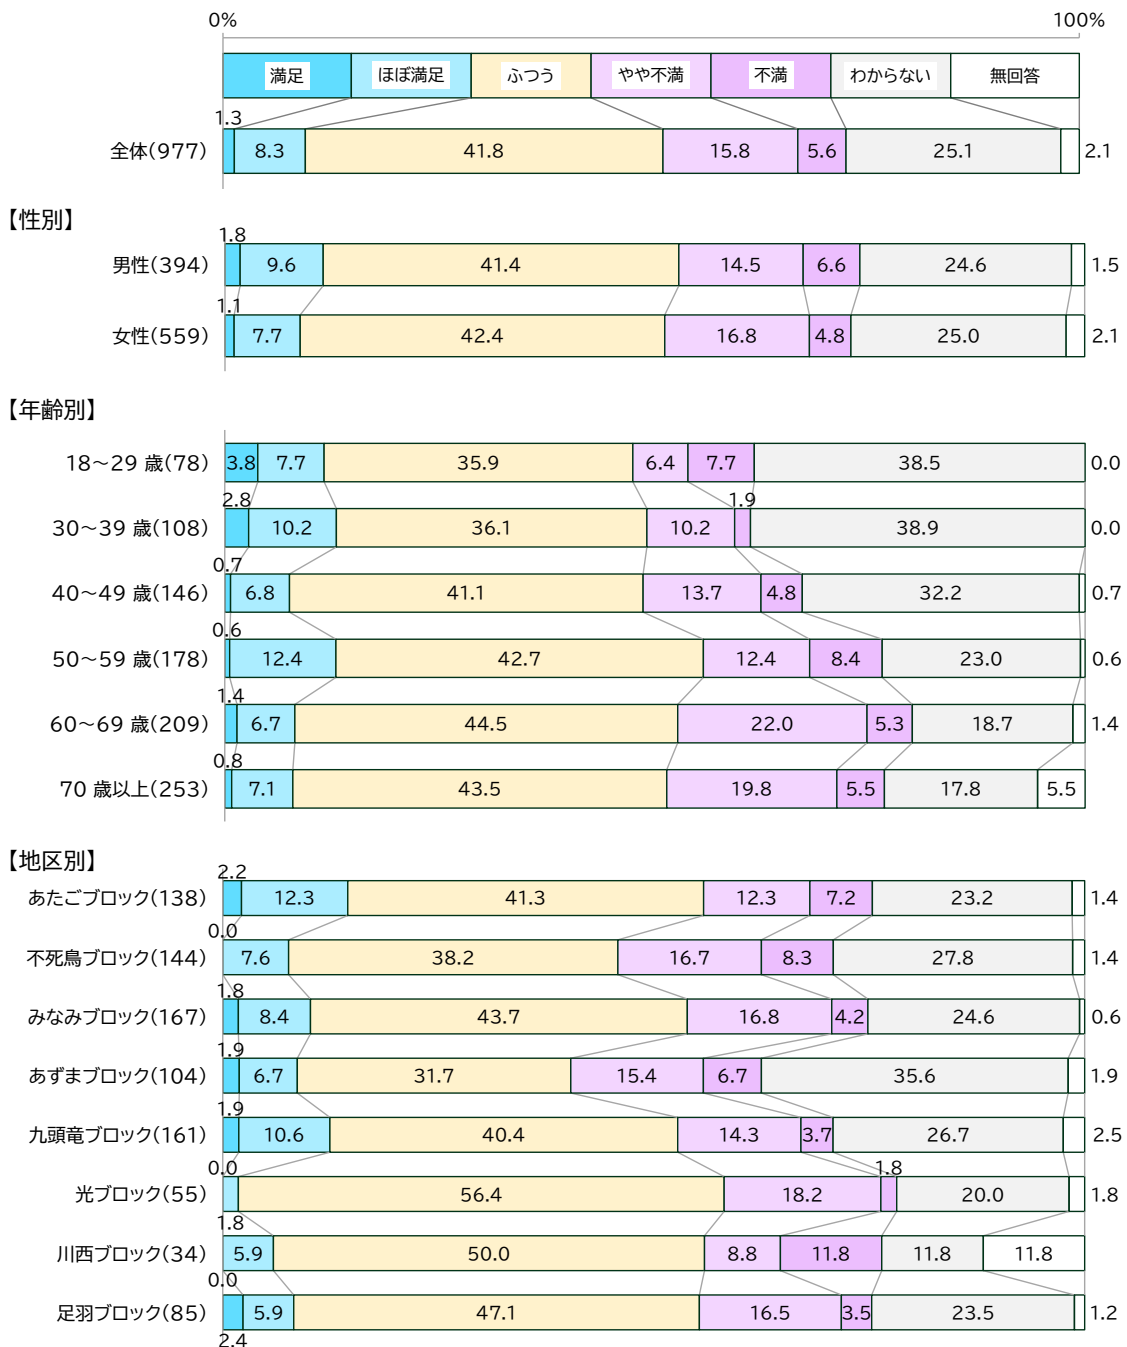 0% 100%
満足 ほぼ満足 ふつう やや不満 不満 わからない 無回答
1.3
全体(977) 8.3 41.8 15.8 5.6 25.1 2.1
【性別】
1.8
男性(394) 9.6 41.4 14.5 6.6 24.6 1.5
1.1
女性(559) 7.7 42.4 16.8 4.8 25.0 2.1
【年齢別】
18～29 歳(78) 3.8 7.7 35.9 6.4 7.7 38.5 0.0
2.8 1.9
30～39 歳(108) 10.2 36.1 10.2 38.9 0.0
0.7
40～49 歳(146) 6.8 41.1 13.7 4.8 32.2 0.7
0.6
50～59 歳(178) 12.4 42.7 12.4 8.4 23.0 0.6
1.4
60～69 歳(209) 6.7 44.5 22.0 5.3 18.7 1.4
0.8
70 歳以上(253) 7.1 43.5 19.8 5.5 17.8 5.5
【地区別】
2.2
あたごブロック(138) 12.3 41.3 12.3 7.2 23.2 1.4
0.0
不死鳥ブロック(144) 7.6 38.2 16.7 8.3 27.8 1.4
1.8
みなみブロック(167) 8.4 43.7 16.8 4.2 24.6 0.6
1.9
あずまブロック(104) 6.7 31.7 15.4 6.7 35.6 1.9
1.9
九頭竜ブロック(161) 10.6 40.4 14.3 3.7 26.7 2.5
0.0 1.8
光ブロック(55) 56.4 18.2 20.0 1.8
1.8
川西ブロック(34) 5.9 50.0 8.8 11.8 11.8 11.8
0.0
足羽ブロック(85) 5.9 47.1 16.5 3.5 23.5 1.2
2.4